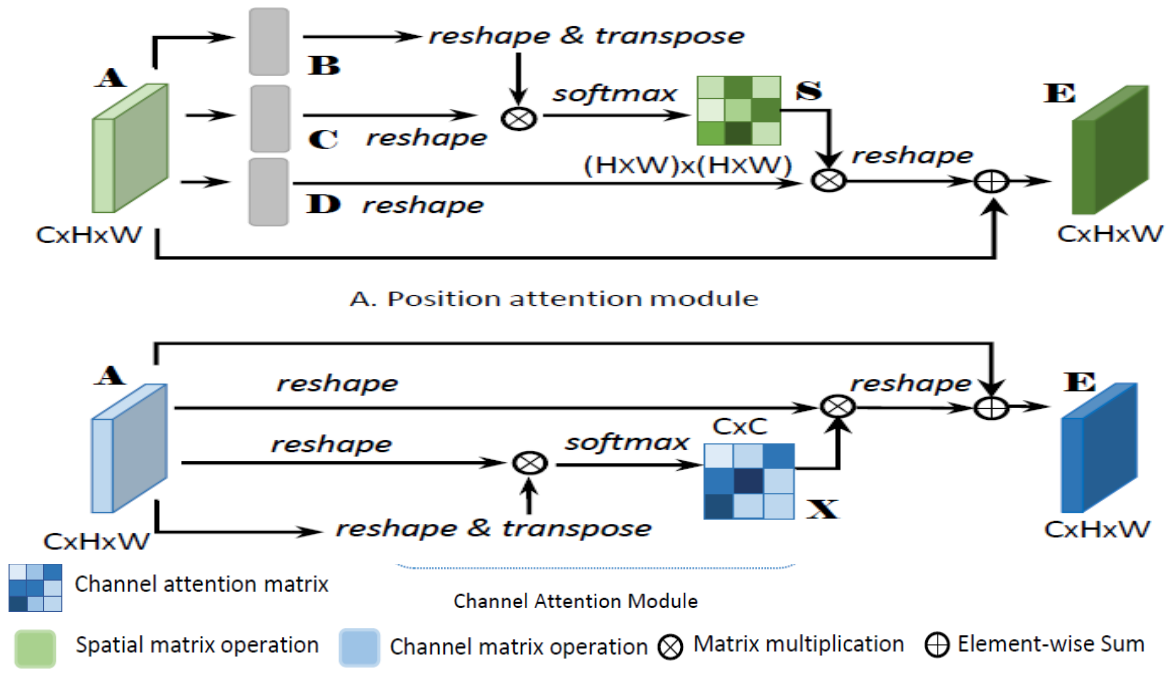 B reshape & transpose
A
softmax S
E
C reshape
(HxW)x(HxW) reshape
D reshape
CxHxW
CxHxW
A. Position attention module
A reshape
reshape E
reshape softmax CxC
X
reshape & transpose
CxHxW
CxHxW
Channel attention matrix
Channel Attention Module
Spatial matrix operation Channel matrix operation Matrix multiplication Element-wise Sum